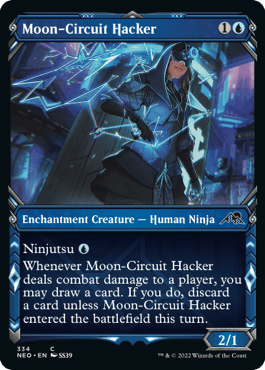 Moon-Circuit Hacker 1
Enchantment Creature — Human Ninja
Ninjutsu
Whenever Moon-Circuit Hacker
deals combat damage to a player, you
may draw a card. If you do, discard
a card unless Moon-Circuit Hacker
entered the battlefield this turn.
2/1
334 C
NEO • EN SS39
™ & © 2022 Wizards of the Coast